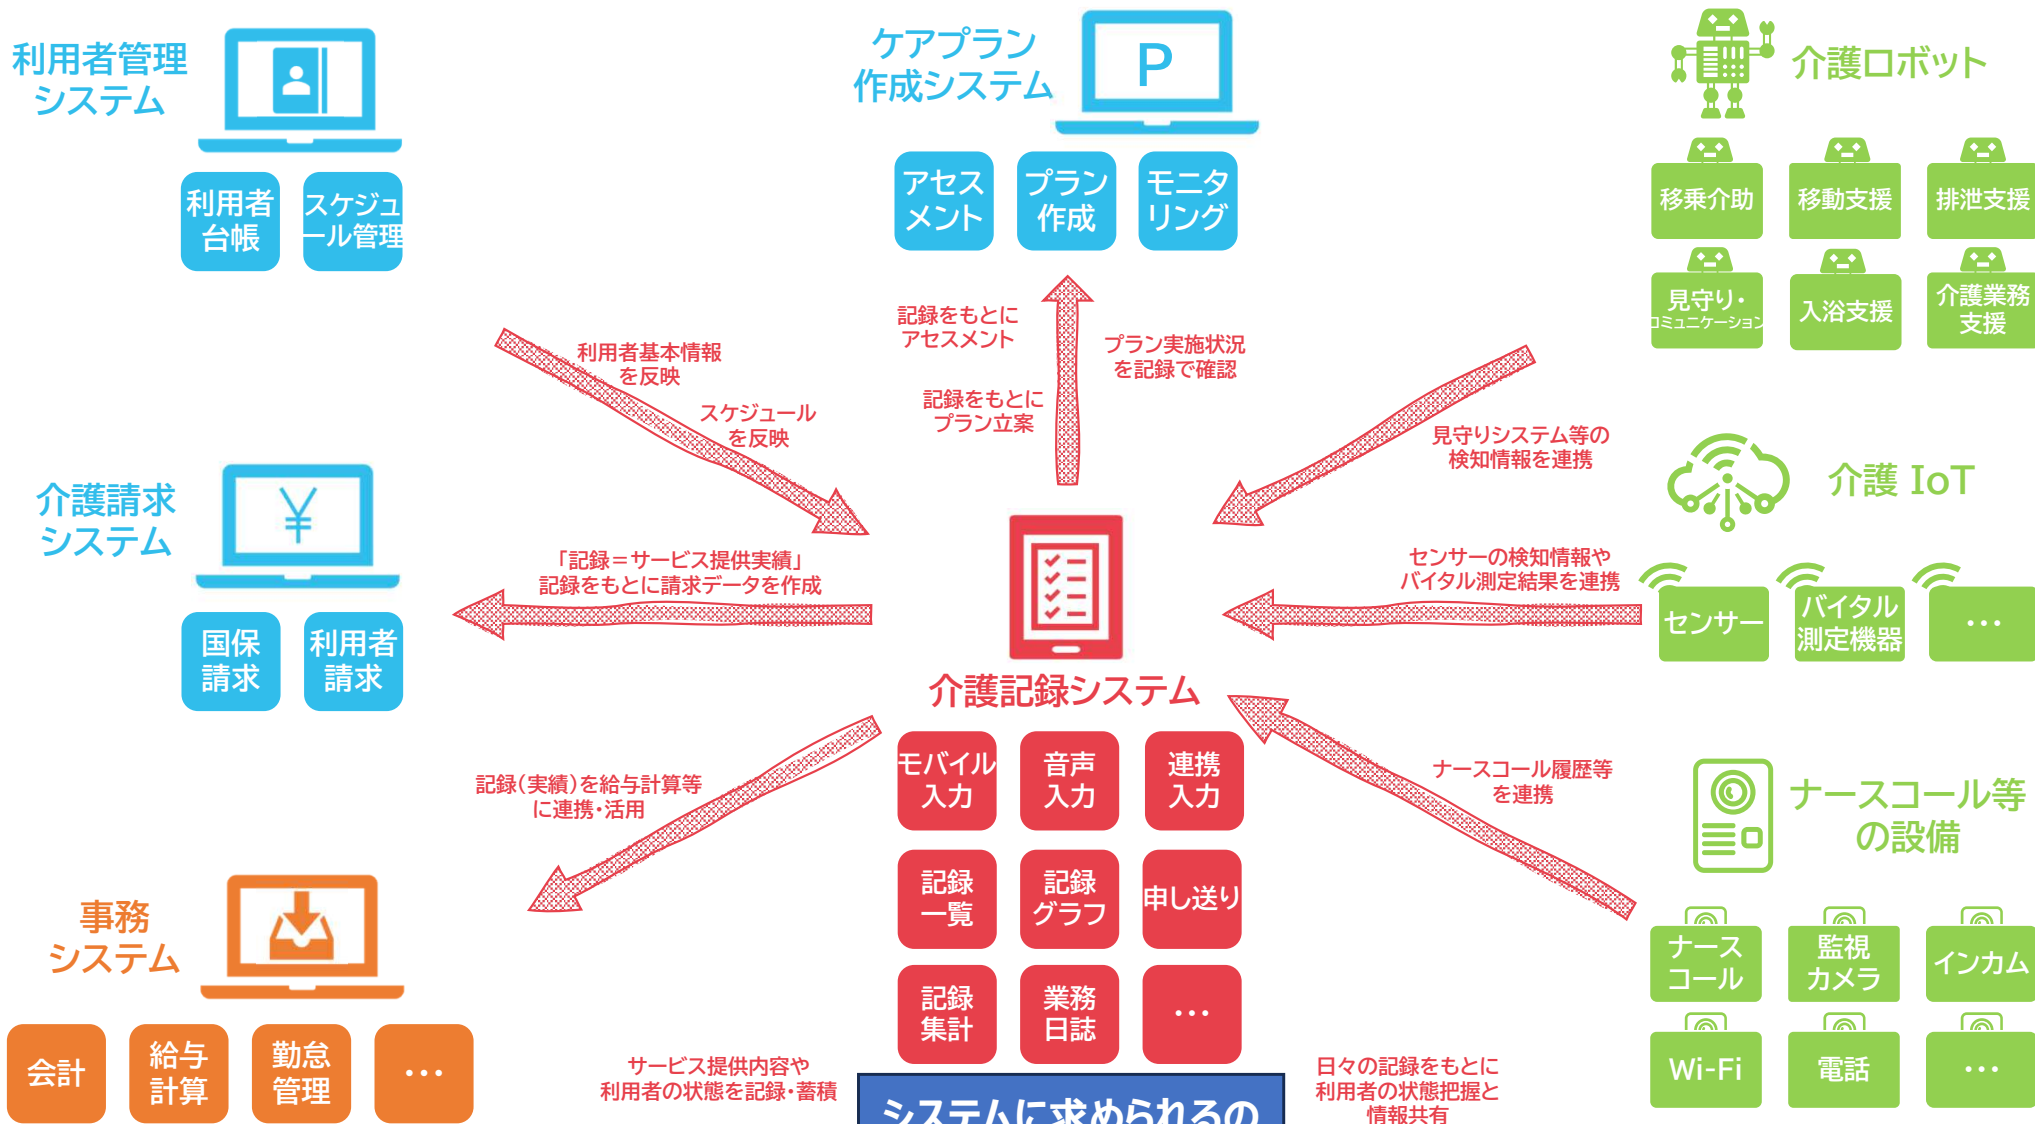 利用者管理
システム
利用者
台帳
スケジュ
ール管理
ケアプラン
作成システム
P
アセス
メント
プラン
作成
モニタ
リング
介護ロボット
移乗介助
移動支援
排泄支援
見守り・
コミュニケーション
入浴支援
介護業務
支援
利用者基本情報
を反映
スケジュール
を反映
記録をもとに
アセスメント
記録をもとに
プラン立案
プラン実施状況
を記録で確認
見守りシステム等の
検知情報を連携
介護請求
システム
¥
国保
請求
利用者
請求
「記録=サービス提供実績」
記録をもとに請求データを作成
センサーの検知情報や
バイタル測定結果を連携
介護 IoT
センサー
バイタル
測定機器
…
介護記録システム
モバイル
入力
音声
入力
連携
入力
記録
一覧
記録
グラフ
申し送り
記録
集計
業務
日誌
…
記録(実績)を給与計算等
に連携・活用
ナースコール履歴等
を連携
ナースコール等
の設備
ナース
コール
監視
カメラ
インカム
Wi-Fi
電話
…
事務
システム
会計
給与
計算
勤怠
管理
…
サービス提供内容や
利用者の状態を記録・蓄積
システムに求められるの
日々の記録をもとに
利用者の状態把握と
情報共有